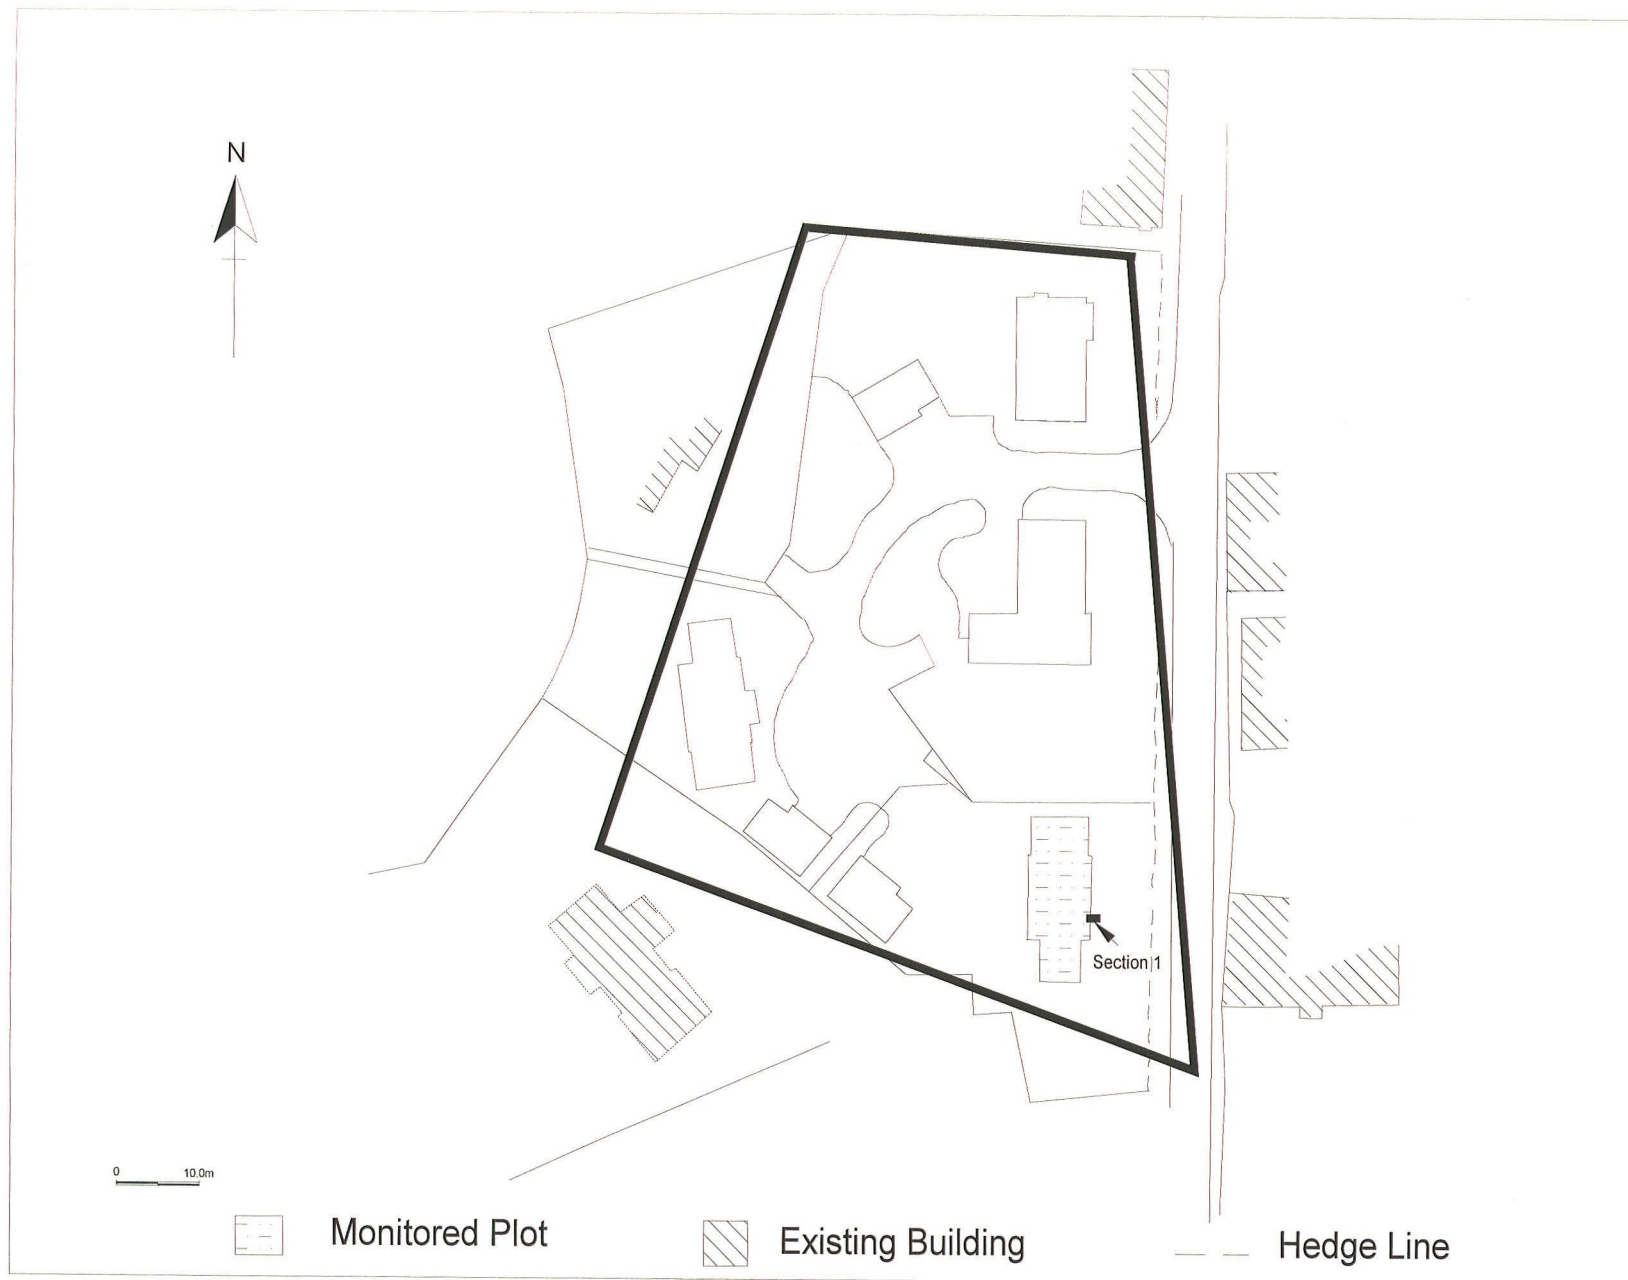 N
Section 1
0 10.0m
Monitored Plot
Existing Building
Hedge Line